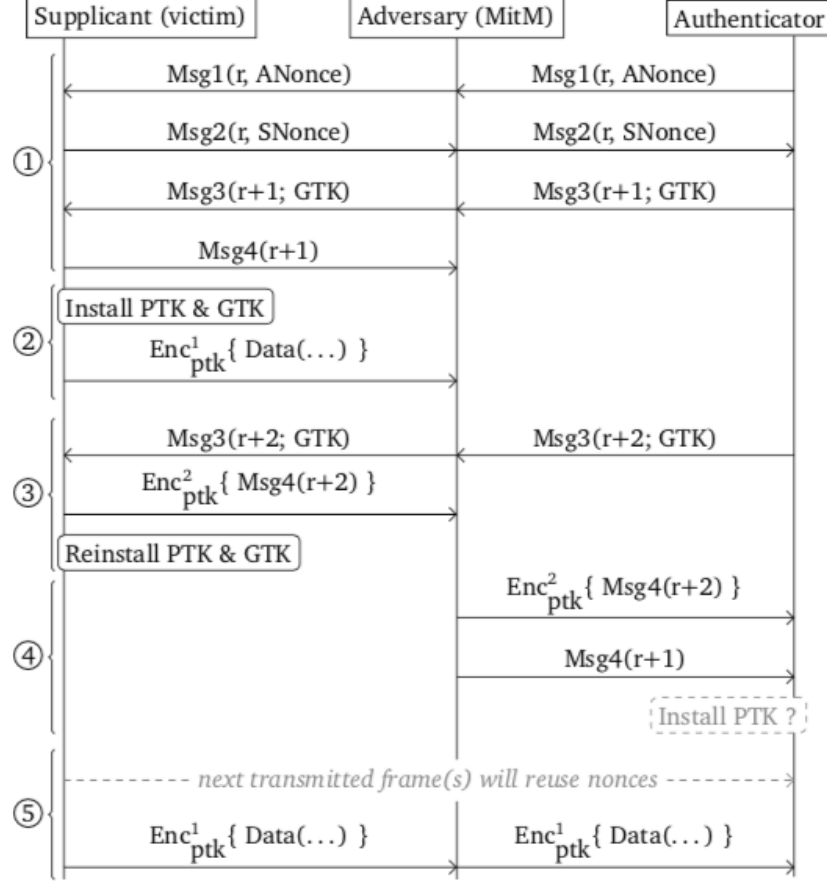 Supplicant (victim) Adversary (MitM) Authenticator
Msg1(r, ANonce) Msg1(r, ANonce)
Msg2(r, SNonce) Msg2(r, SNonce)
①
Msg3(r+1; GTK) Msg3(r+1; GTK)
Msg4(r+1)
Install PTK & GTK
②
Enc¹ptk{ Data(...) }
Msg3(r+2; GTK) Msg3(r+2; GTK)
③
Enc²ptk{ Msg4(r+2) }
Reinstall PTK & GTK
Enc²ptk{ Msg4(r+2) }
④
Msg4(r+1)
Install PTK ?
next transmitted frame(s) will reuse nonces
⑤
Enc¹ptk{ Data(...) } Enc¹ptk{ Data(...) }